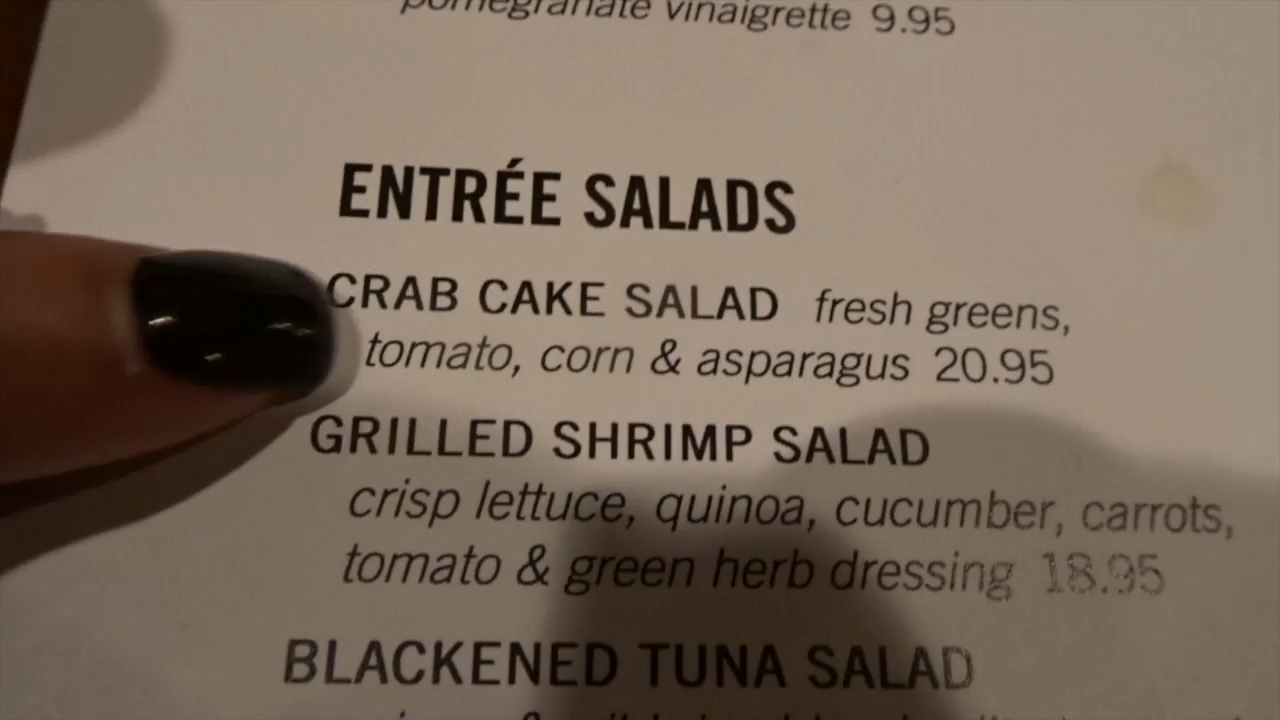 pomegranate vinaigrette 9.95
ENTRÉE SALADS
CRAB CAKE SALAD fresh greens,
tomato, corn & asparagus 20.95
GRILLED SHRIMP SALAD
crisp lettuce, quinoa, cucumber, carrots,
tomato & green herb dressing 18.95
BLACKENED TUNA SALAD